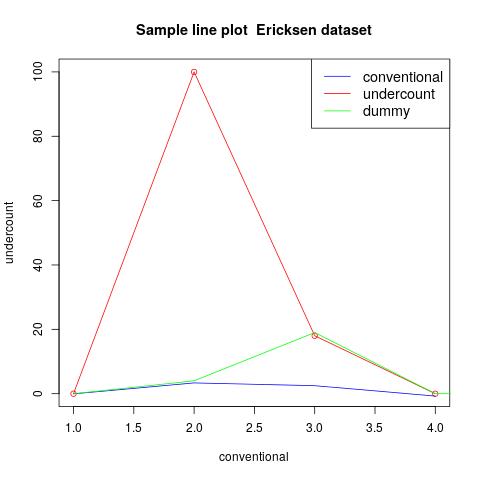 Sample line plot  Ericksen dataset
conventional
undercount
dummy
100
80
60
40
20
0
undercount
1.0 1.5 2.0 2.5 3.0 3.5 4.0
conventional